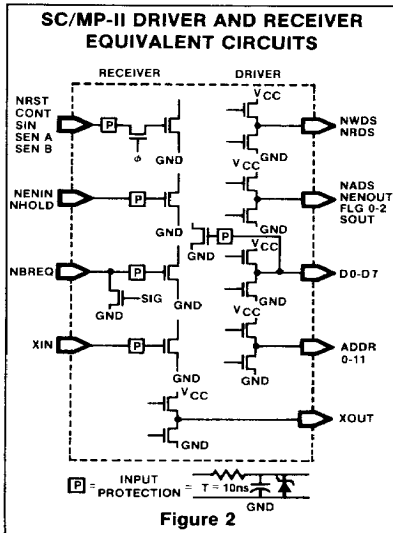 SC/MP-II DRIVER AND RECEIVER
EQUIVALENT CIRCUITS
RECEIVER
DRIVER
NRST
CONT
SIN
SEN A
SEN B
P
φ
GND
VCC
GND
NWDS
NRDS
NENIN
NHOLD
P
GND
VCC
GND
NADS
NENOUT
FLG 0-2
SOUT
NBREQ
P
SIG
GND
GND
GND
P
VCC
GND
D0-D7
XIN
P
GND
GND
ADDR
0-11
VCC
GND
XOUT
P = INPUT
PROTECTION = T = 10ns
GND
Figure 2